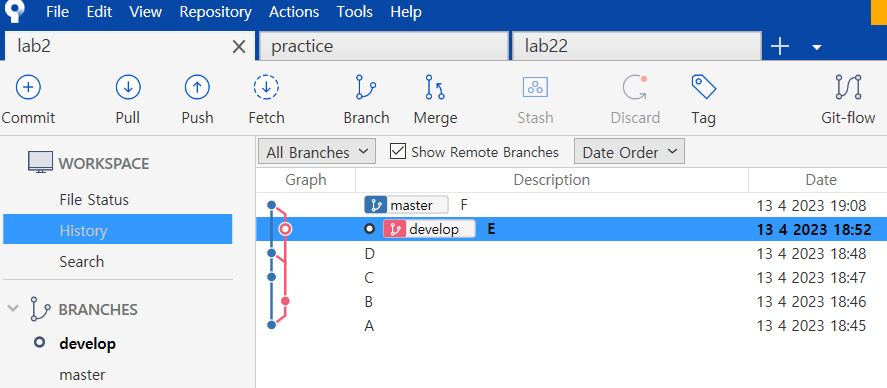 File Edit View Repository Actions Tools Help
lab2 practice lab22
Commit Pull Push Fetch Branch Merge Stash Discard Tag Git-flow
All Branches Show Remote Branches Date Order
WORKSPACE
File Status
History
Search
BRANCHES
develop
master
Graph Description Date
master F 13 4 2023 19:08
develop E 13 4 2023 18:52
D 13 4 2023 18:48
C 13 4 2023 18:47
B 13 4 2023 18:46
A 13 4 2023 18:45